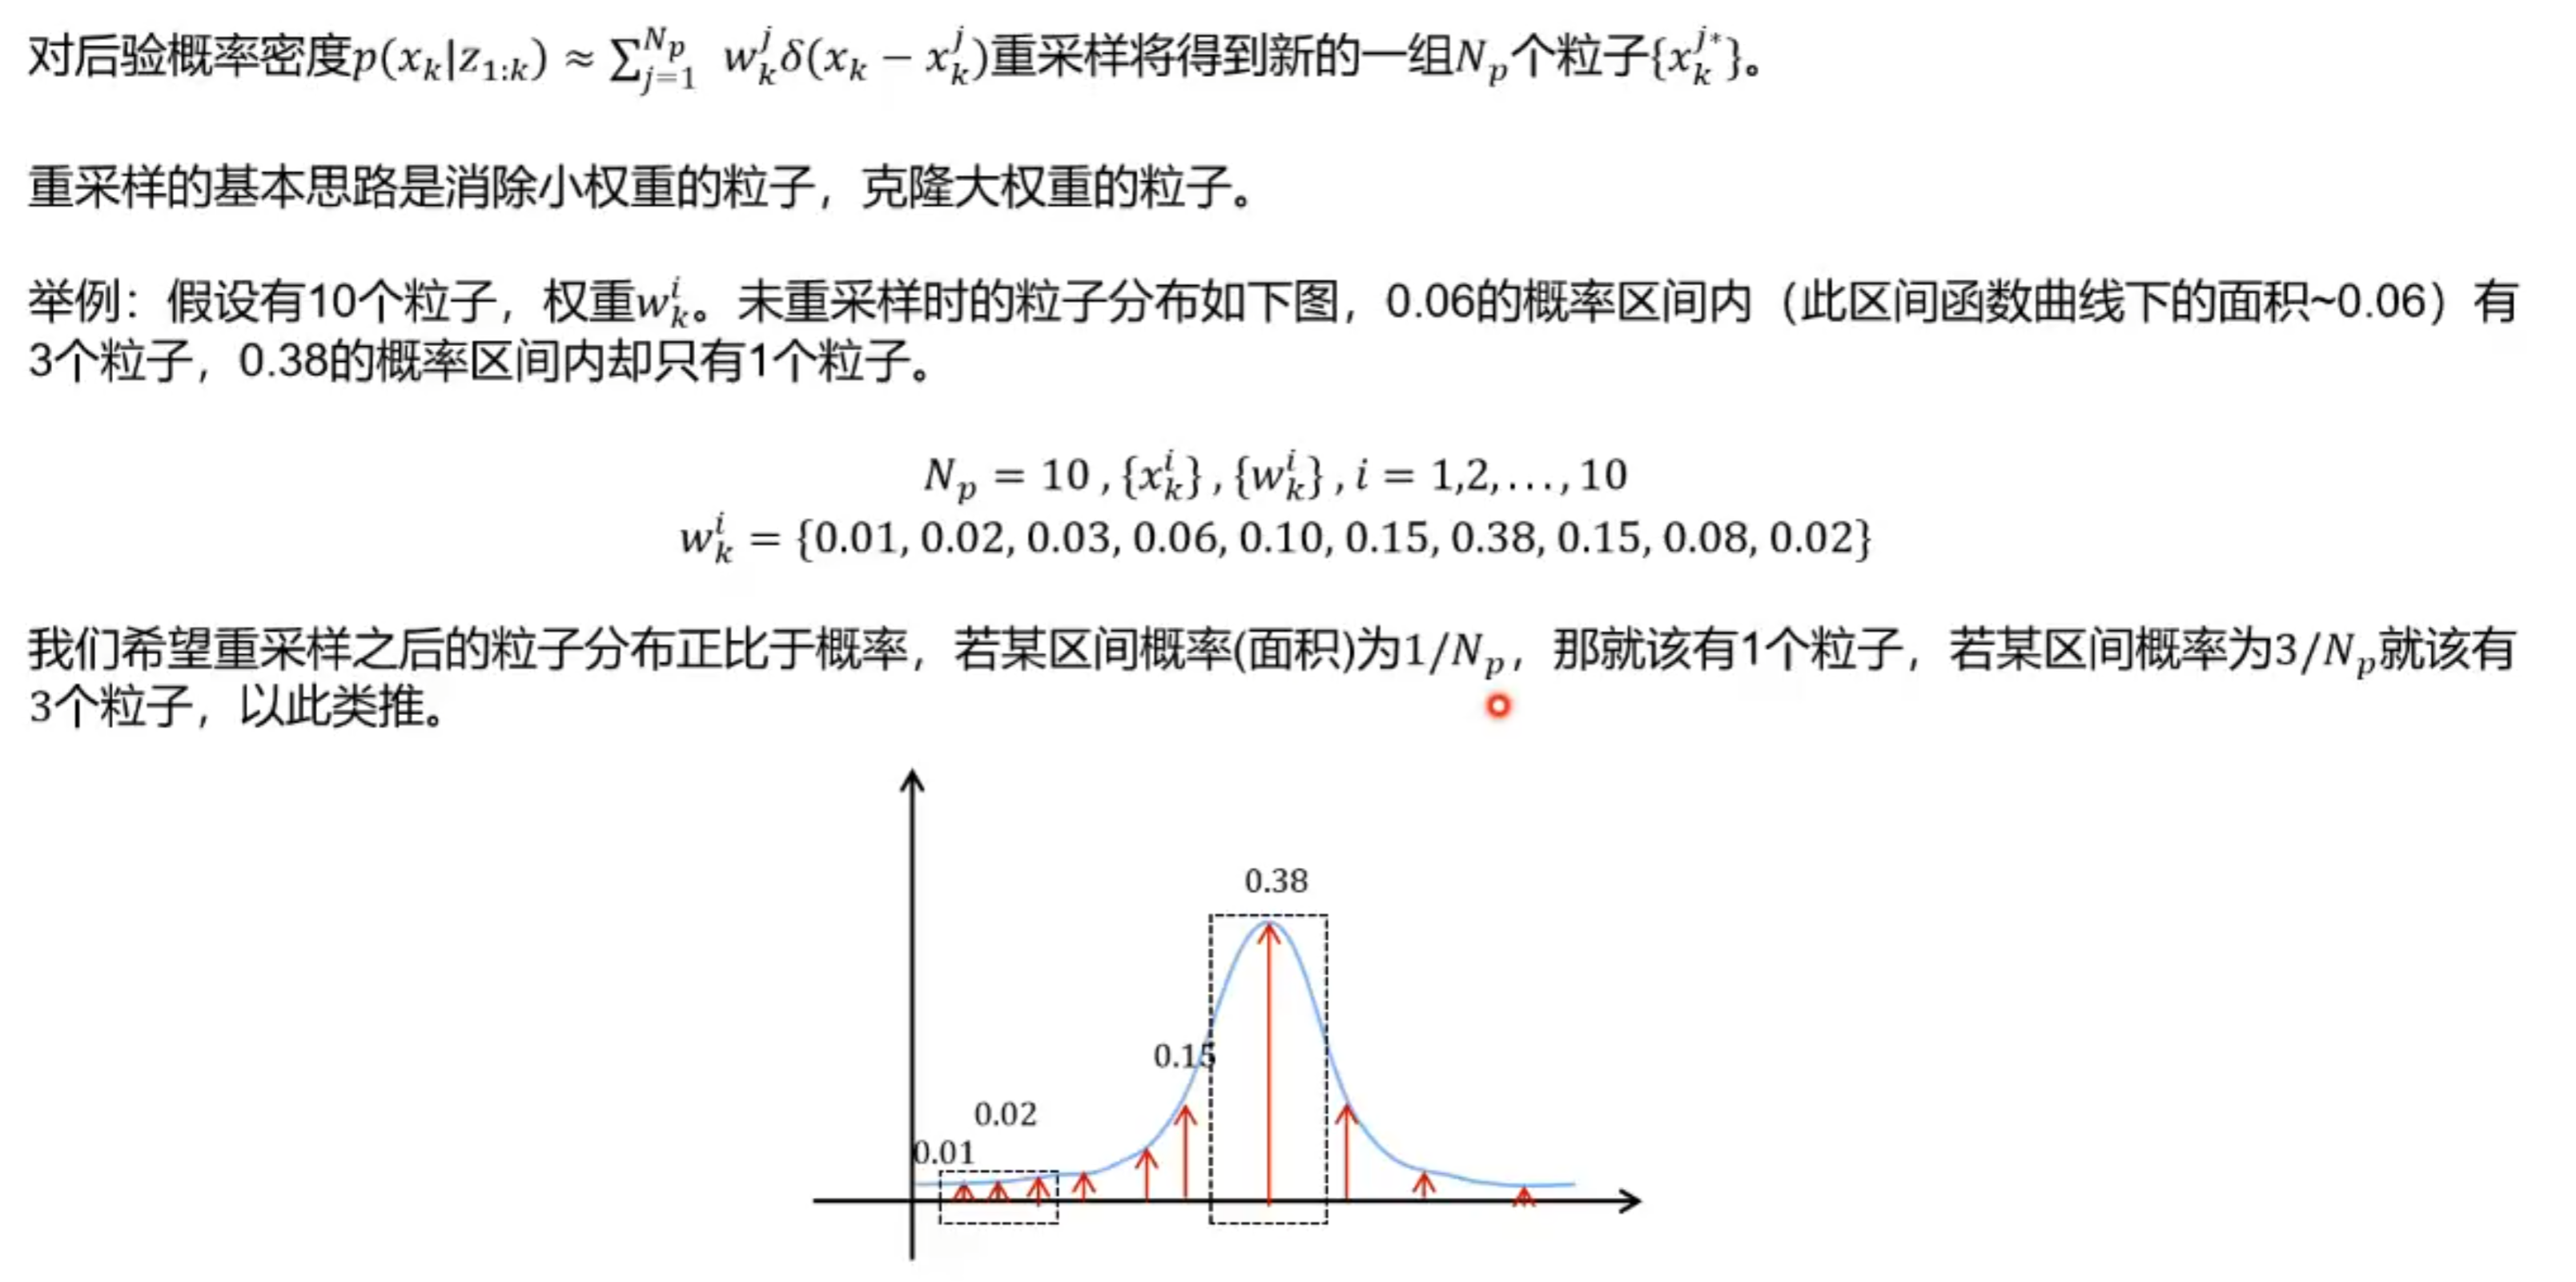 对后验概率密度$p(x_k|z_{1:k}) \approx \sum_{j=1}^{N_p} w_k^j \delta(x_k - x_k^j)$重采样将得到新的一组$N_p$个粒子$\{x_k^{j*}\}$。
重采样的基本思路是消除小权重的粒子，克隆大权重的粒子。
举例：假设有10个粒子，权重$w_k^i$。未重采样时的粒子分布如下图，0.06的概率区间内（此区间函数曲线下的面积~0.06）有
3个粒子，0.38的概率区间内却只有1个粒子。
$N_p = 10 , \{x_k^i\} , \{w_k^i\} , i = 1,2,\ldots,10$
$w_k^i = \{0.01, 0.02, 0.03, 0.06, 0.10, 0.15, 0.38, 0.15, 0.08, 0.02\}$
我们希望重采样之后的粒子分布正比于概率，若某区间概率(面积)为$1/N_p$，那就该有1个粒子，若某区间概率为$3/N_p$就该有
3个粒子，以此类推。
0.38
0.15
0.02
0.01